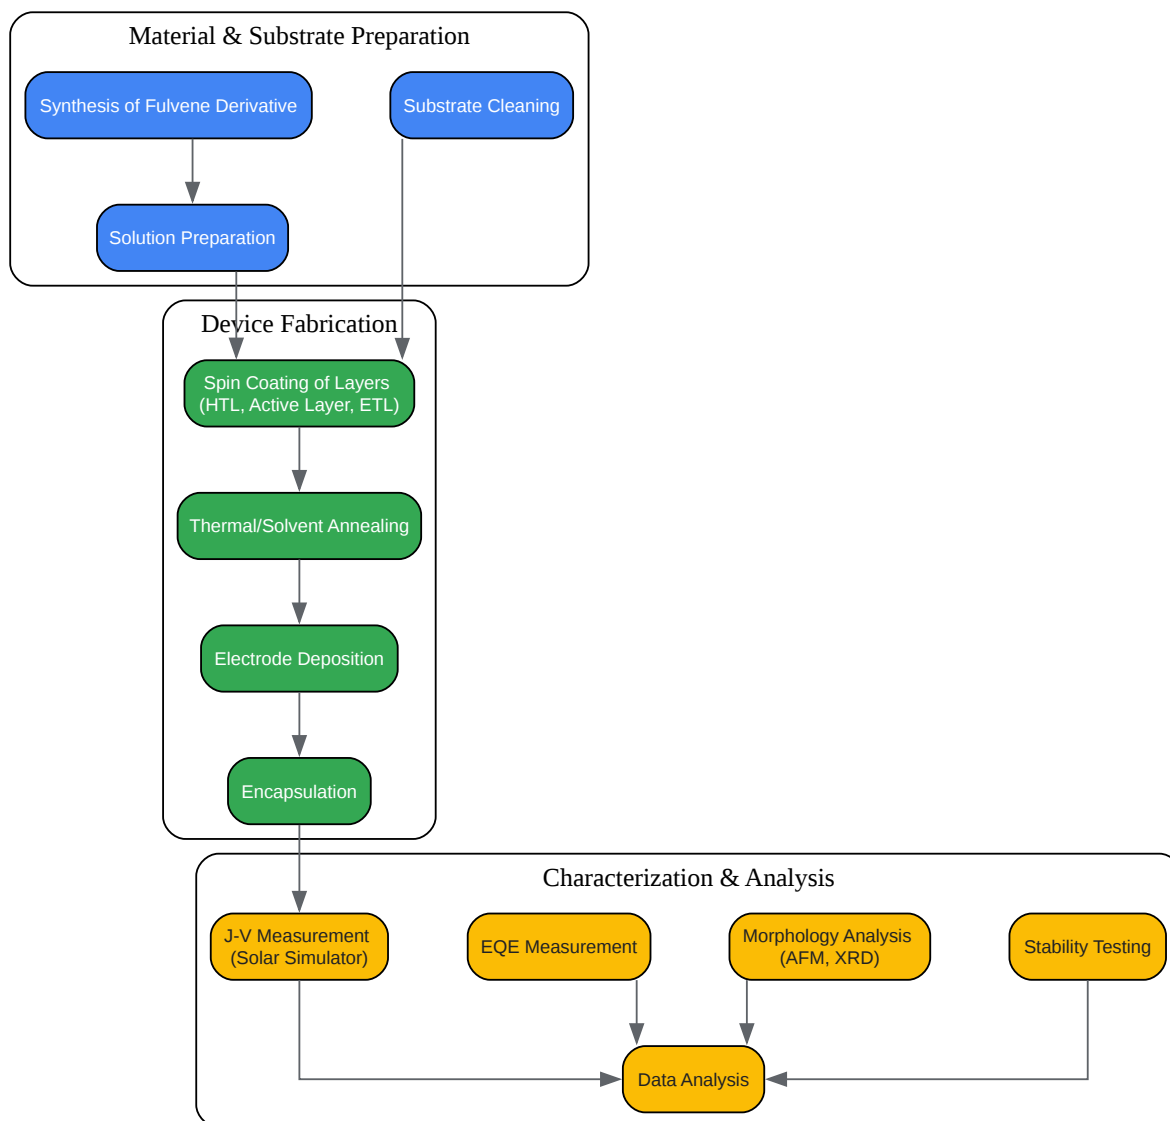 Material & Substrate Preparation
Synthesis of Fulvene Derivative
Substrate Cleaning
Solution Preparation
Device Fabrication
Spin Coating of Layers
(HTL, Active Layer, ETL)
Thermal/Solvent Annealing
Electrode Deposition
Encapsulation
Characterization & Analysis
J-V Measurement
(Solar Simulator)
EQE Measurement
Morphology Analysis
(AFM, XRD)
Stability Testing
Data Analysis